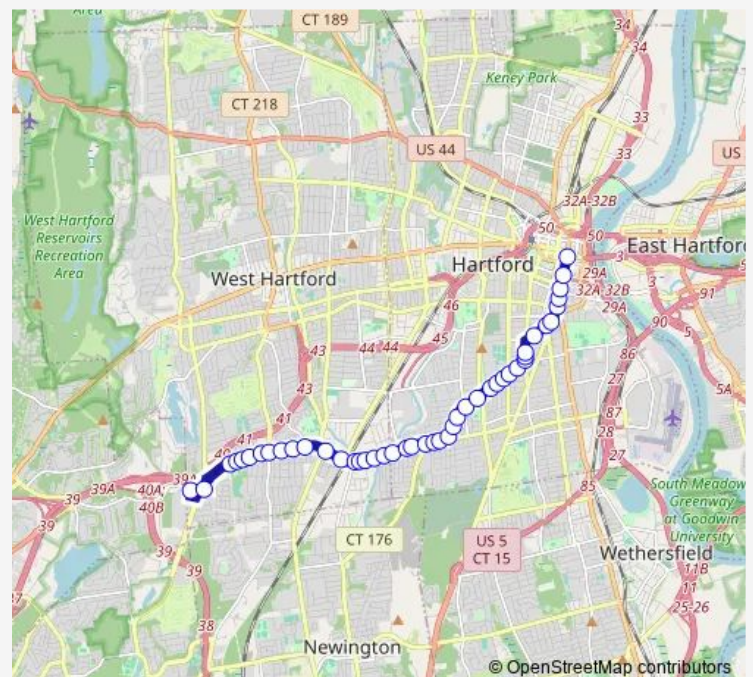 Area
CT 189
34
34
Keney Park
CT 218
33
US 44
33
US
32A-32B
West Hartford
Reservoirs
Recreation
Area
50
50
East Hartford
West Hartford
Hartford
3
29A
3
32A 32B
29A
91
46
90
5
43
44 44
45
86
5A
43
27
41
87
40
41
28
39A
27
39
39A
40A;
40B
85
South Meadow
Greenway
at Goodwin
University
39
39
CT 176
US 5
CT 15
Wethersfield
39
11B
11
25-26
38
Newington
© OpenStreetMap contributors